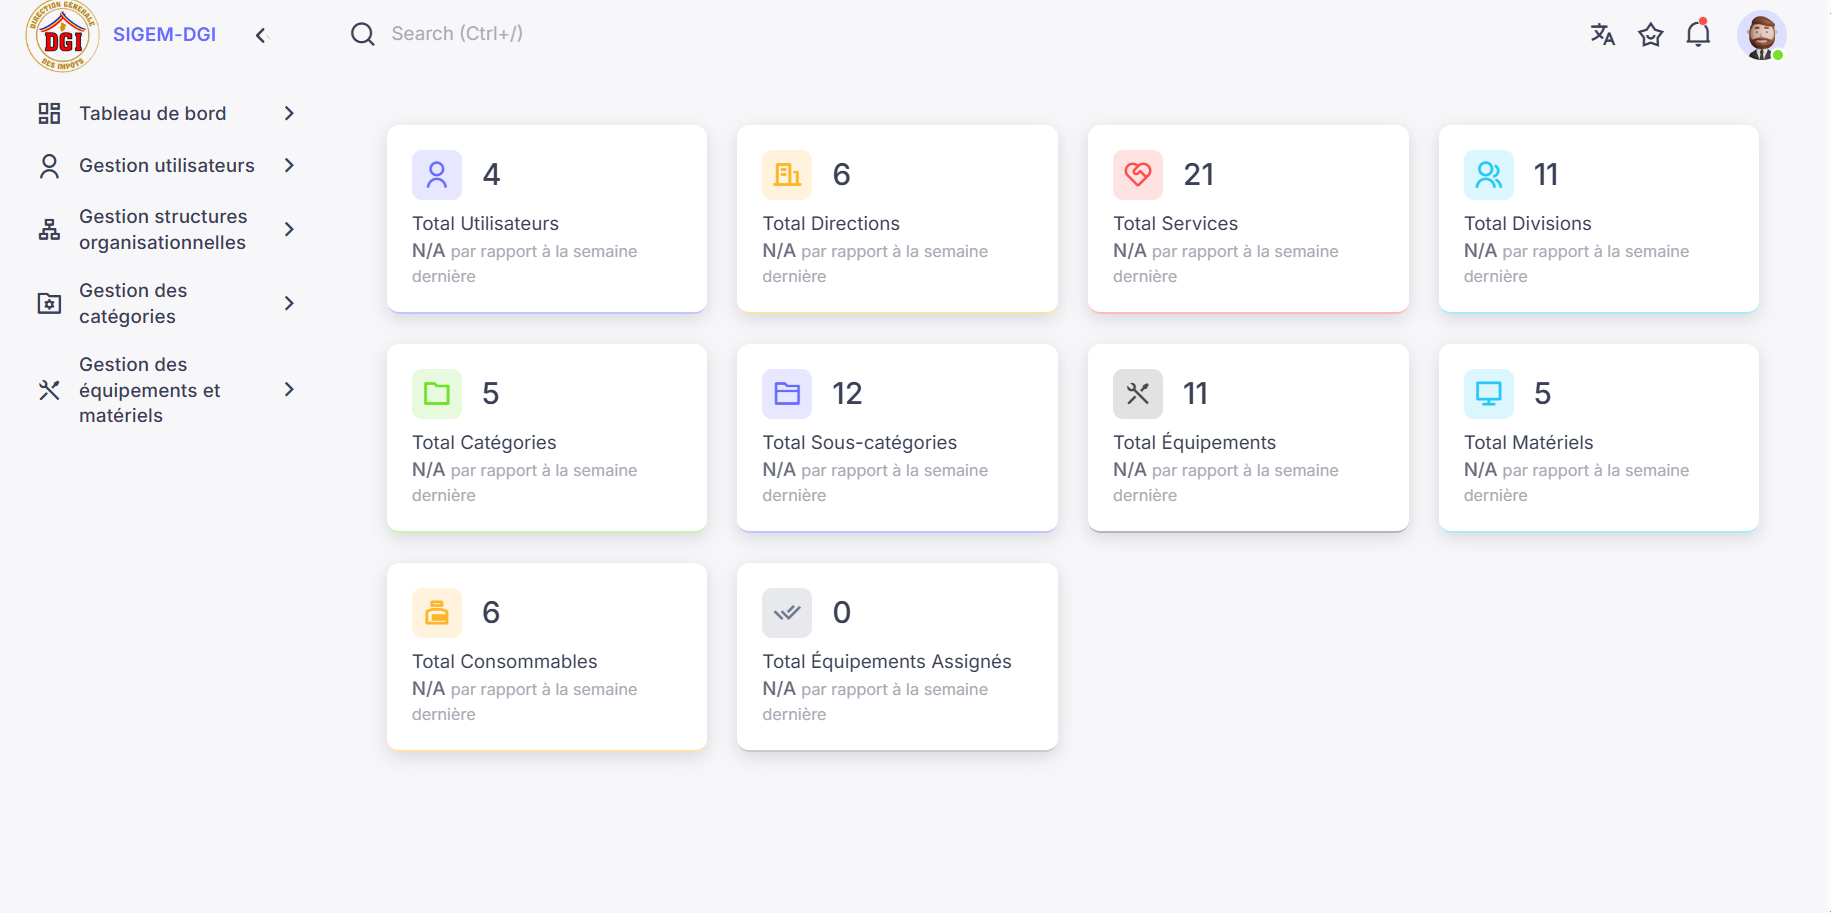 DIRECTION GÉNÉRALE
DGI
DES IMPÔTS
SIGEM-DGI
Search (Ctrl+/)
Tableau de bord
Gestion utilisateurs
Gestion structures
organisationnelles
Gestion des
catégories
Gestion des
équipements et
matériels
4
Total Utilisateurs
N/A par rapport à la semaine
dernière
6
Total Directions
N/A par rapport à la semaine
dernière
21
Total Services
N/A par rapport à la semaine
dernière
11
Total Divisions
N/A par rapport à la semaine
dernière
5
Total Catégories
N/A par rapport à la semaine
dernière
12
Total Sous-catégories
N/A par rapport à la semaine
dernière
11
Total Équipements
N/A par rapport à la semaine
dernière
5
Total Matériels
N/A par rapport à la semaine
dernière
6
Total Consommables
N/A par rapport à la semaine
dernière
0
Total Équipements Assignés
N/A par rapport à la semaine
dernière